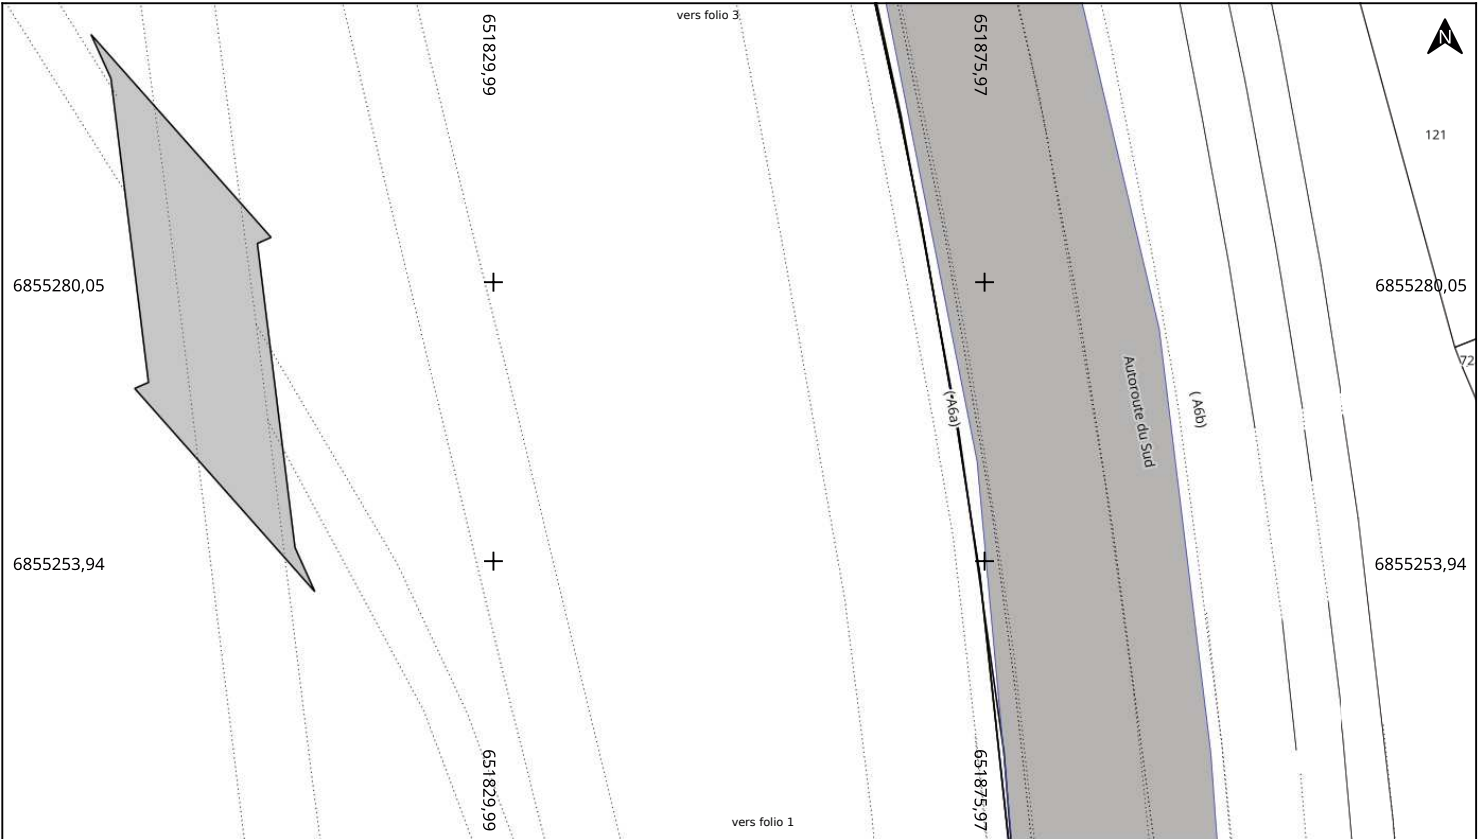 vers folio 3
651829,99
651875,97
N
121
6855280,05
6855280,05
72
Autoroute du Sud
( A6a)
( A6b)
6855253,94
6855253,94
651829,99
651875,97
vers folio 1